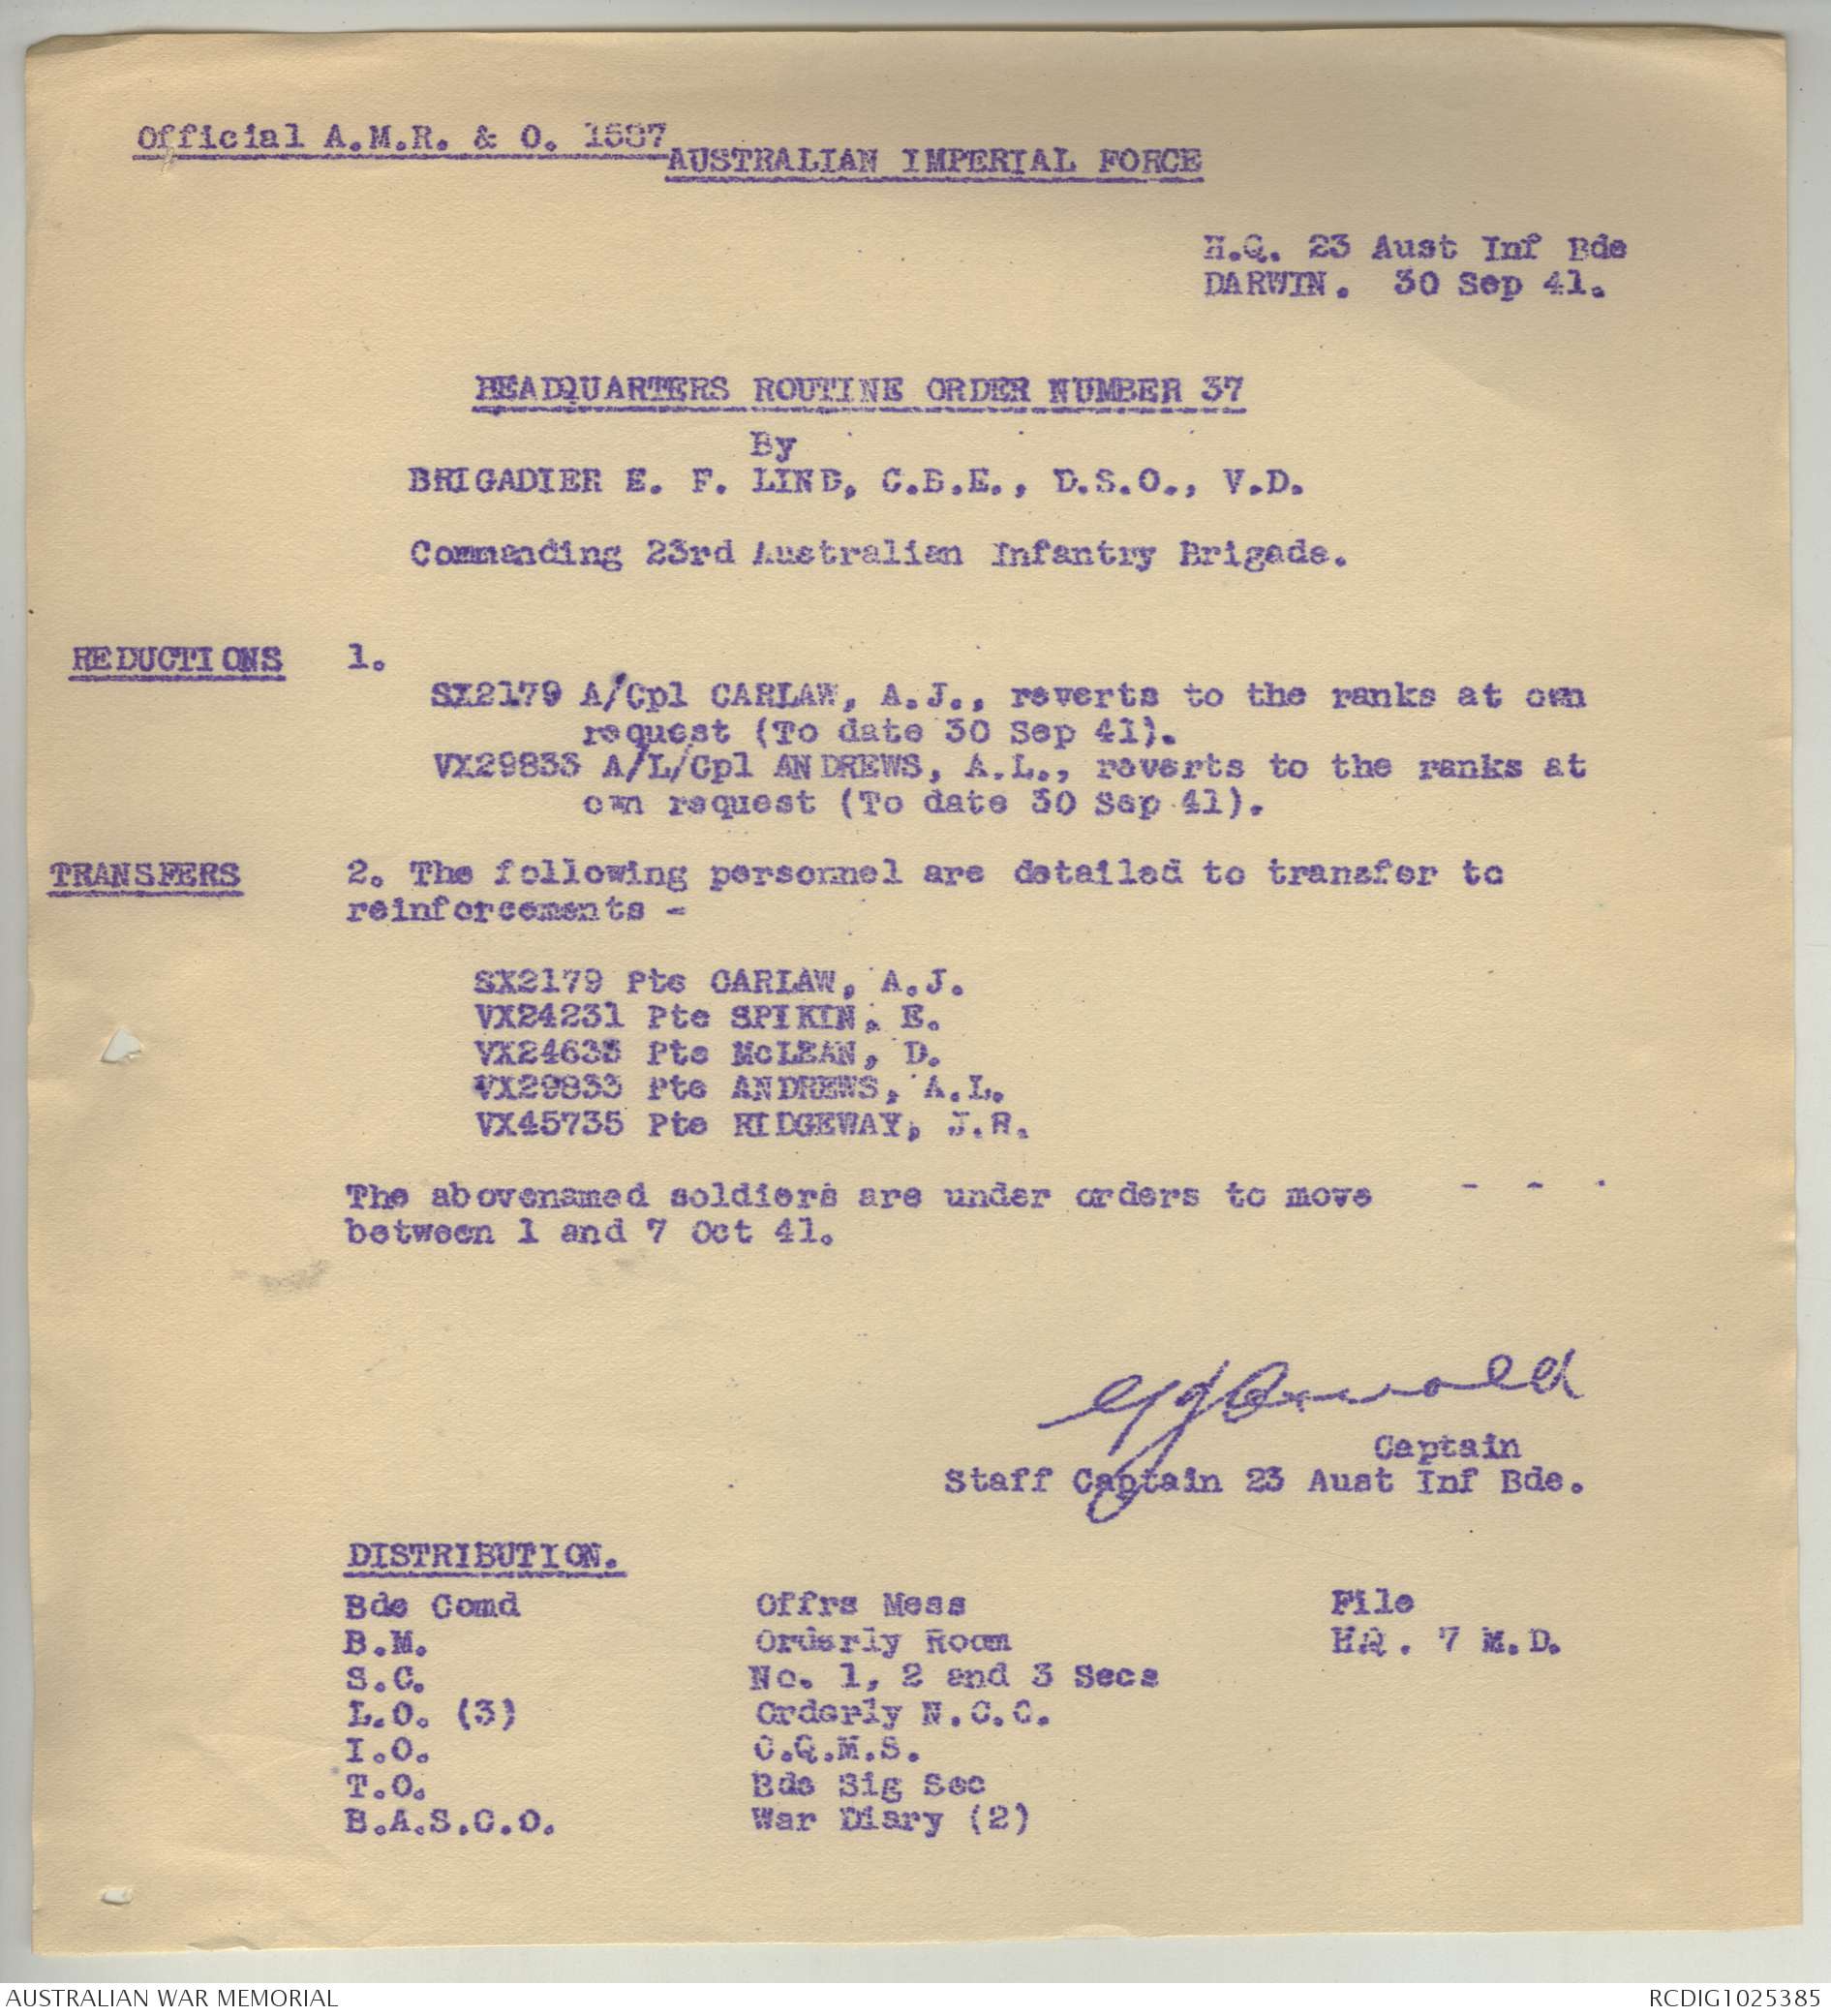 Official A.M.R. & O. 1587
AUSTRALIAN IMPERIAL FORCE
H.Q. 23 Aust Inf Bde
DARWIN. 30 Sep 41.
HEADQUARTERS ROUTINE ORDER NUMBER 37
By
BRIGADIER E. F. LIND, C.B.E., D.S.O., V.D.
Commanding 23rd Australian Infantry Brigade.
REDUCTIONS 1.
SX2179 A/Cpl CARLAW, A.J., reverts to the ranks at own
request (To date 30 Sep 41).
VX29833 A/L/Cpl ANDREWS, A.L., reverts to the ranks at
own request (To date 30 Sep 41).
TRANSFERS 2. The following personnel are detailed to transfer to
reinforcements -
SX2179 Pte CARLAW, A.J.
VX24231 Pte SPIKIN, E.
VX24633 Pte McLEAN, D.
VX29833 Pte ANDREWS, A.L.
VX45735 Pte RIDGEWAY, J.R.
The abovenamed soldiers are under orders to move
between 1 and 7 Oct 41.
Captain
Staff Captain 23 Aust Inf Bde.
DISTRIBUTION.
Bde Comd Offrs Mess File
B.M. Orderly Room HQ. 7 M.D.
S.C. No. 1, 2 and 3 Secs
L.O. (3) Orderly N.C.O.
I.O. C.Q.M.S.
T.O. Bde Sig Sec
B.A.S.C.O. War Diary (2)
AUSTRALIAN WAR MEMORIAL RCDIG1025385